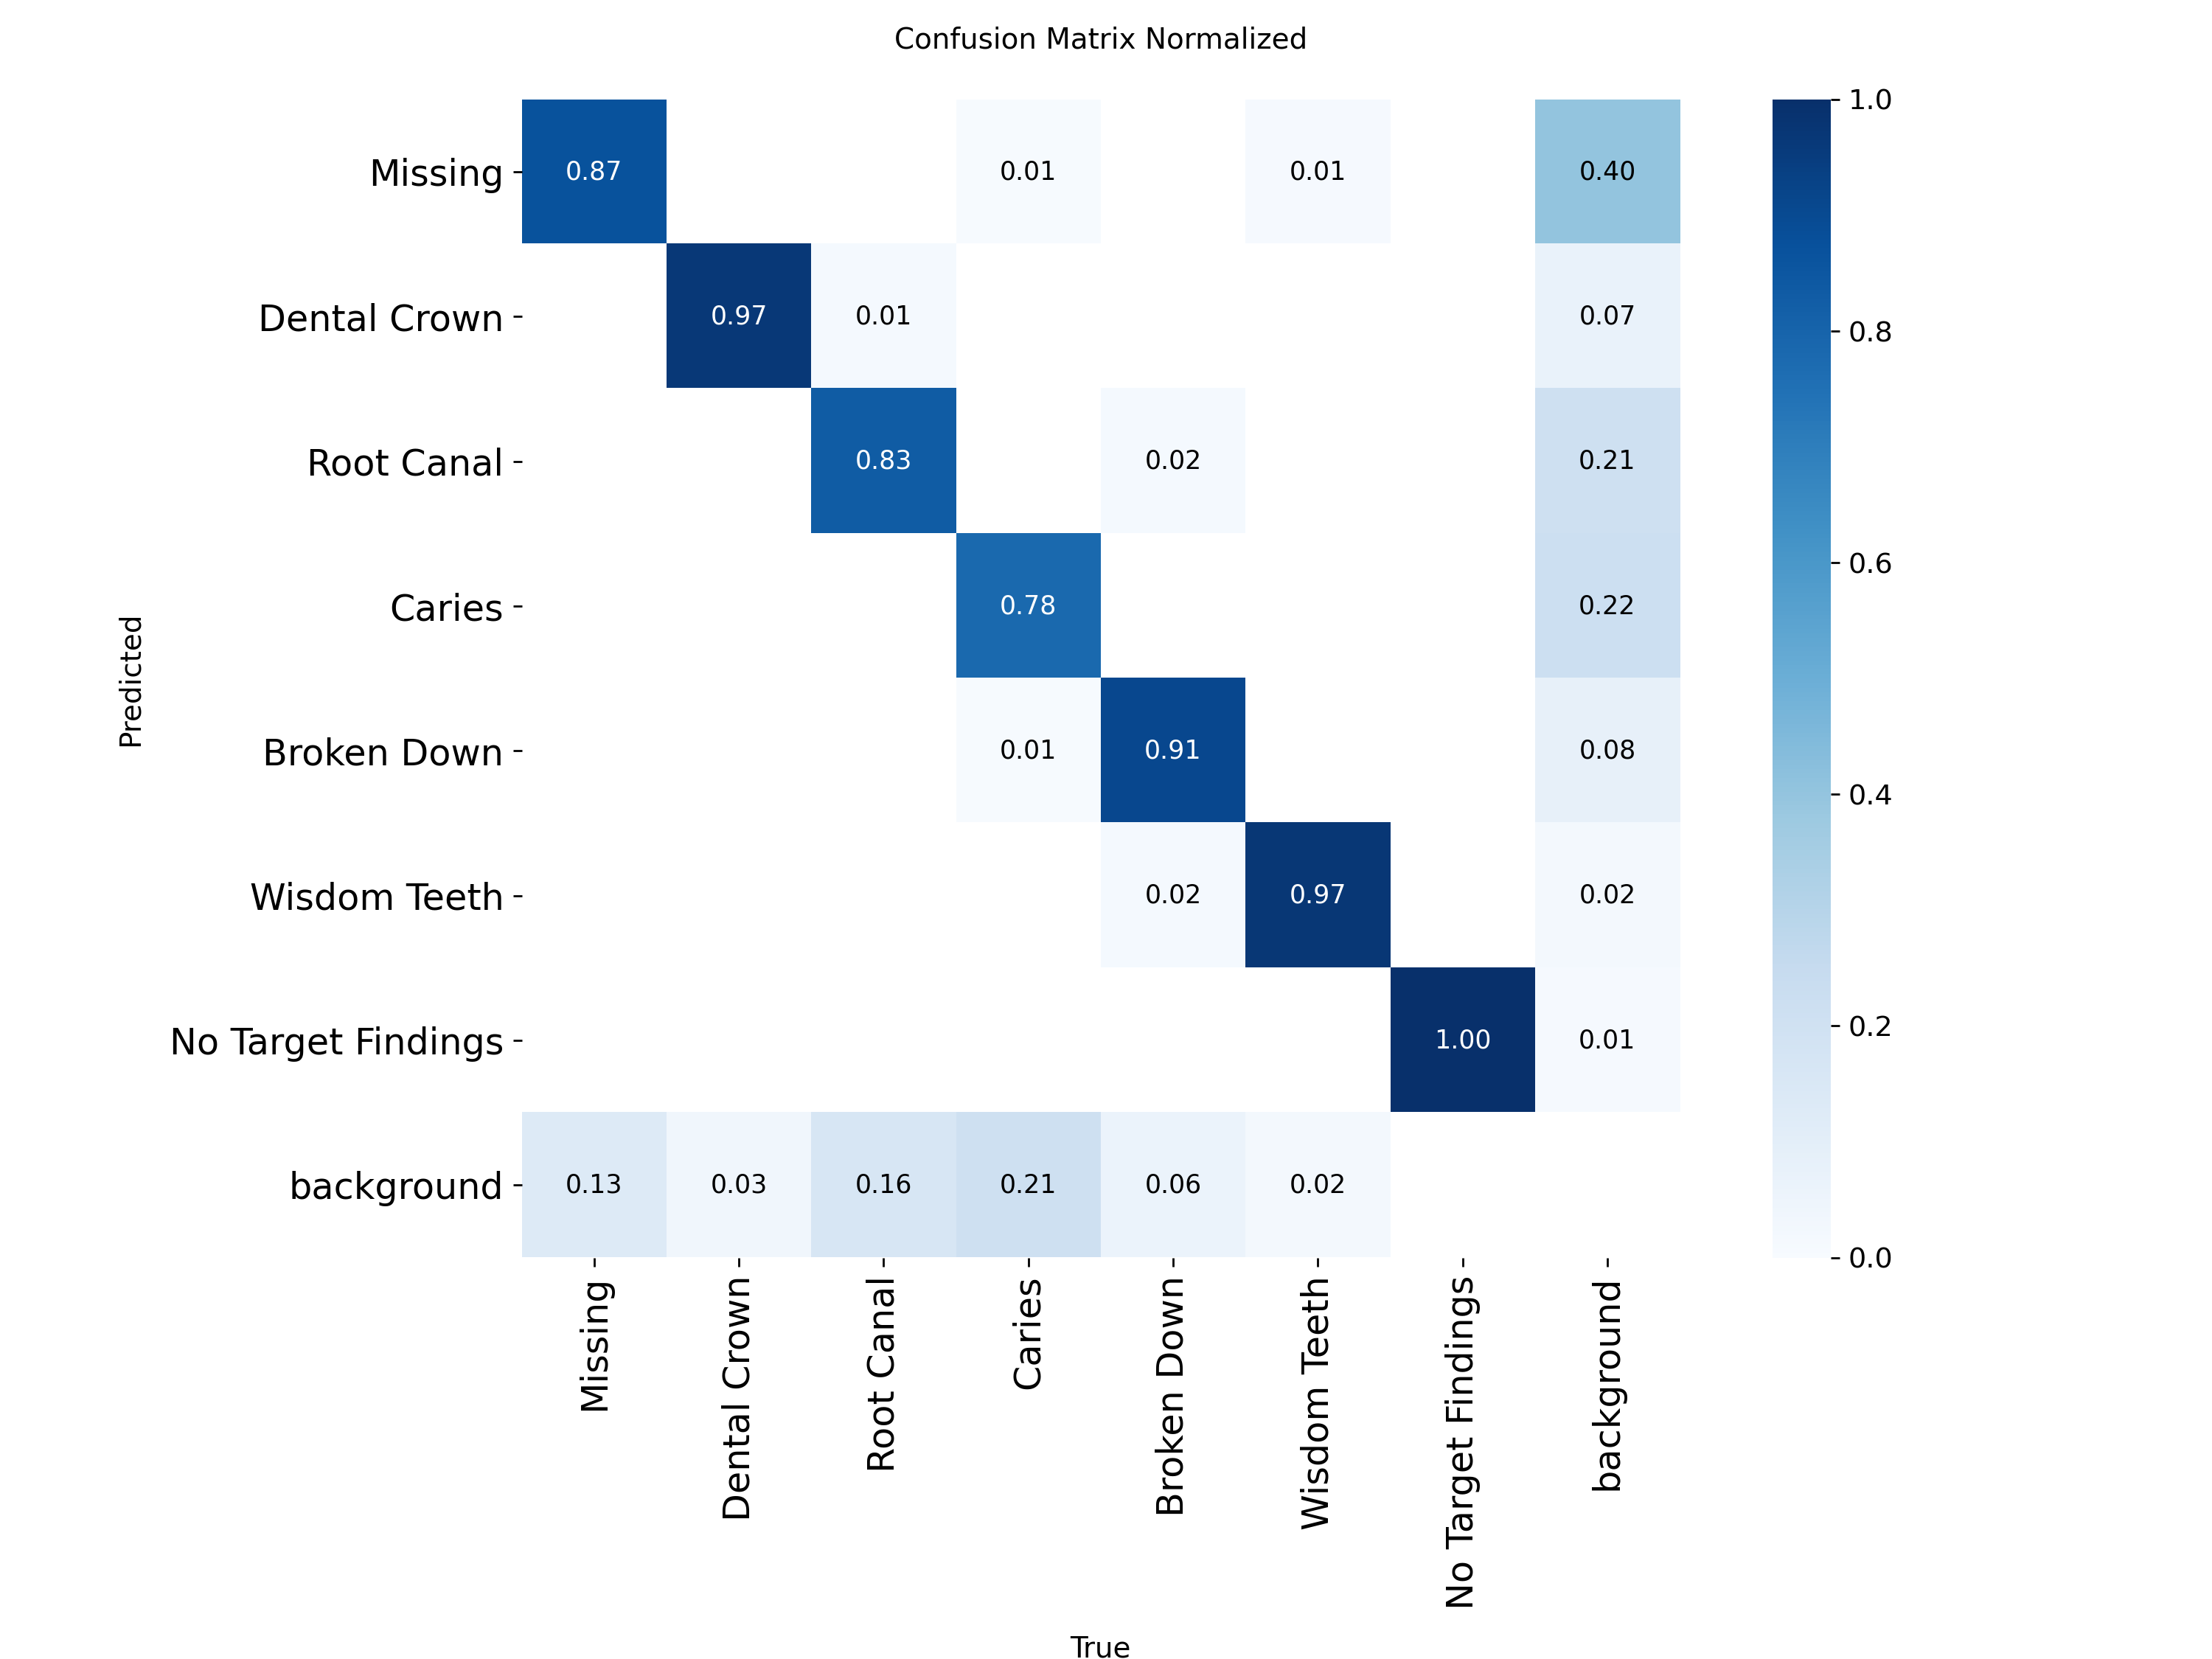 Confusion Matrix Normalized
Missing 0.87 0.01 0.01 0.40
Dental Crown 0.97 0.01 0.07
Root Canal 0.83 0.02 0.21
Caries 0.78 0.22
Broken Down 0.01 0.91 0.08
Wisdom Teeth 0.02 0.97 0.02
No Target Findings 1.00 0.01
background 0.13 0.03 0.16 0.21 0.06 0.02
Predicted
Missing
Dental Crown
Root Canal
Caries
Broken Down
Wisdom Teeth
No Target Findings
background
True
1.0
0.8
0.6
0.4
0.2
0.0